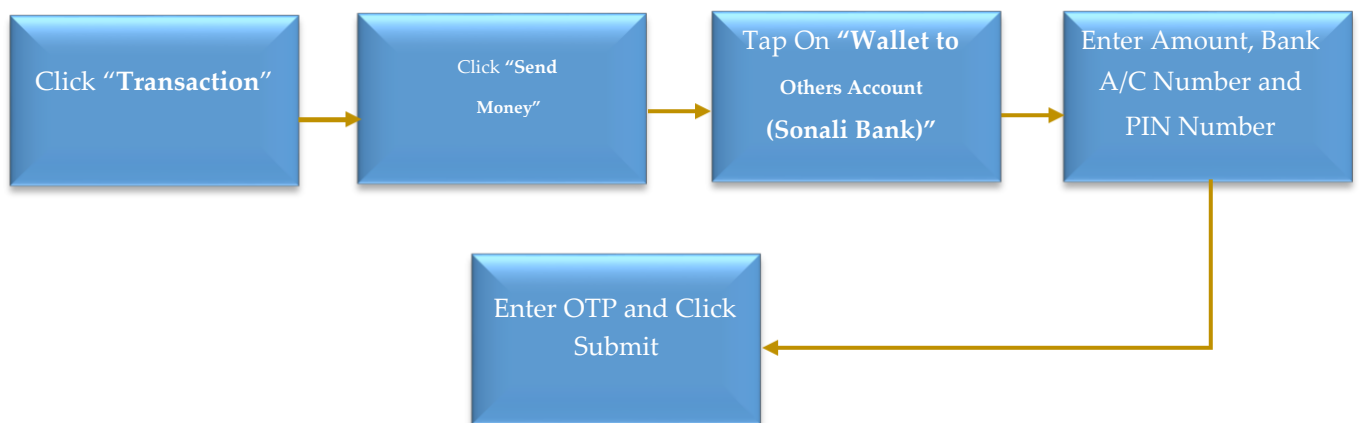 Click “Transaction”
Click “Send
Money”
Tap On “Wallet to
Others Account
(Sonali Bank)”
Enter Amount, Bank
A/C Number and
PIN Number
Enter OTP and Click
Submit